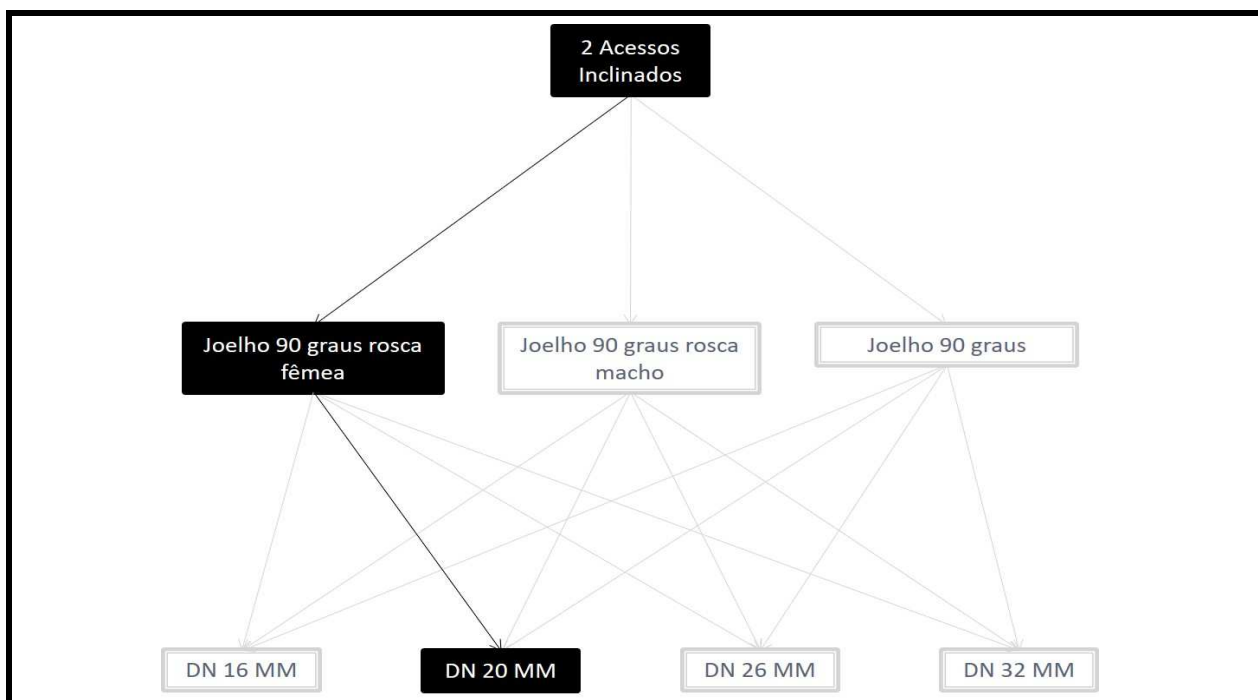 2 Acessos
Inclinados
Joelho 90 graus rosca
fêmea
Joelho 90 graus rosca
macho
Joelho 90 graus
DN 16 MM
DN 20 MM
DN 26 MM
DN 32 MM